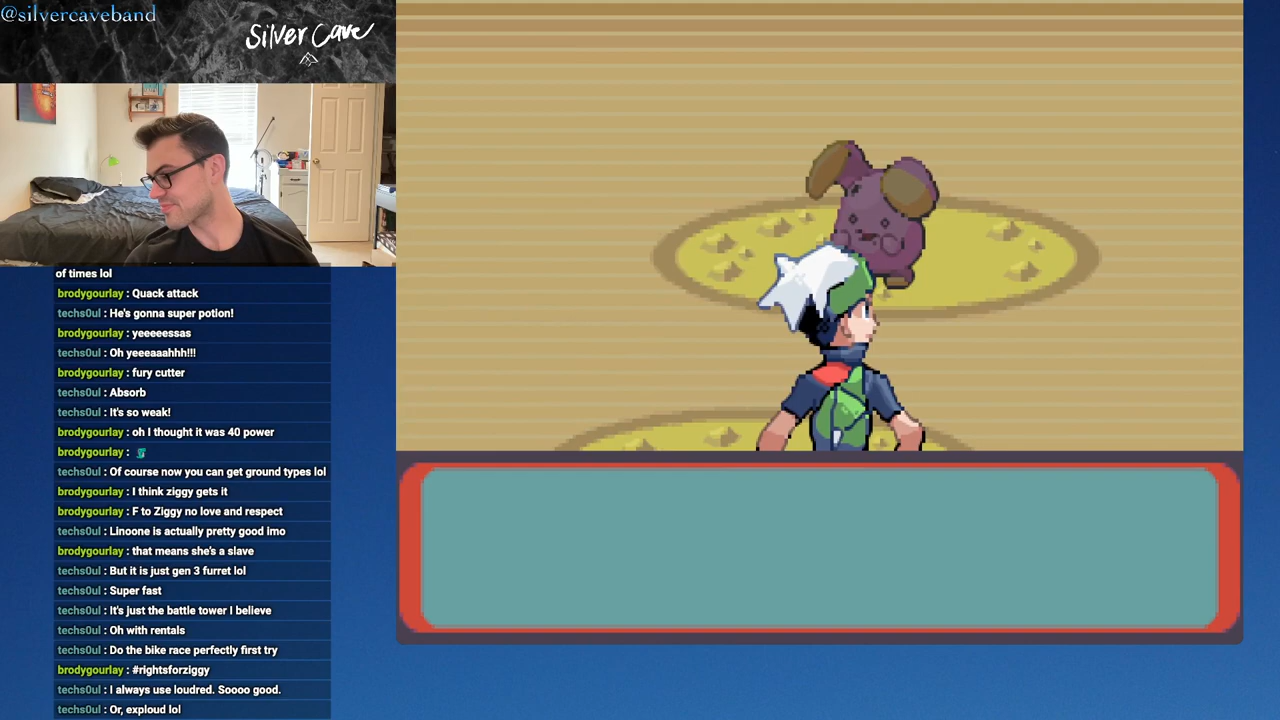 @silvercaveband
Silver Cave
of times lol
brodygourlay : Quack attack
techs0ul : He's gonna super potion!
brodygourlay : yeeeeessas
techs0ul : Oh yeeeaaahhh!!!
brodygourlay : fury cutter
techs0ul : Absorb
techs0ul : It's so weak!
brodygourlay : oh I thought it was 40 power
brodygourlay :
techs0ul : Of course now you can get ground types lol
brodygourlay : I think ziggy gets it
brodygourlay : F to Ziggy no love and respect
techs0ul : Linoone is actually pretty good imo
brodygourlay : that means she's a slave
techs0ul : But it is just gen 3 furret lol
techs0ul : Super fast
techs0ul : It's just the battle tower I believe
techs0ul : Oh with rentals
techs0ul : Do the bike race perfectly first try
brodygourlay : #rightsforziggy
techs0ul : I always use loudred. Soooo good.
techs0ul : Or, exploud lol